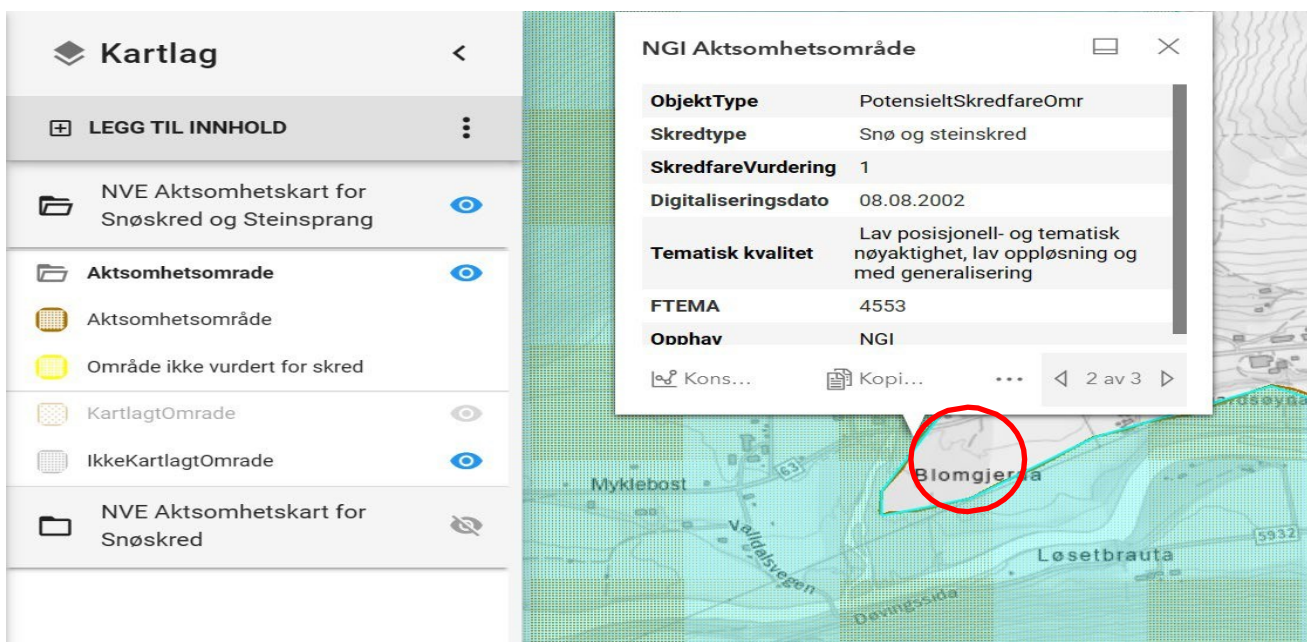 Kartlag
LEGG TIL INNHOLD
NVE Aktsomhetskart for
Snøskred og Steinsprang
Aktsomhetsomrade
Aktsomhetsområde
Område ikke vurdert for skred
KartlagtOmrade
IkkeKartlagtOmrade
NVE Aktsomhetskart for
Snøskred
NGI Aktsomhetsområde
ObjektType PotensieltSkredfareOmr
Skredtype Snø og steinskred
SkredfareVurdering 1
Digitaliseringsdato 08.08.2002
Tematisk kvalitet Lav posisjonell- og tematisk
nøyaktighet, lav oppløsning og
med generalisering
FTEMA 4553
Opphav NGI
Kons...
Kopi...
2 av 3
63
Myklebost
Blomgjerna
Valldalsvegen
Løsetbrauta
5932
Døvingssida